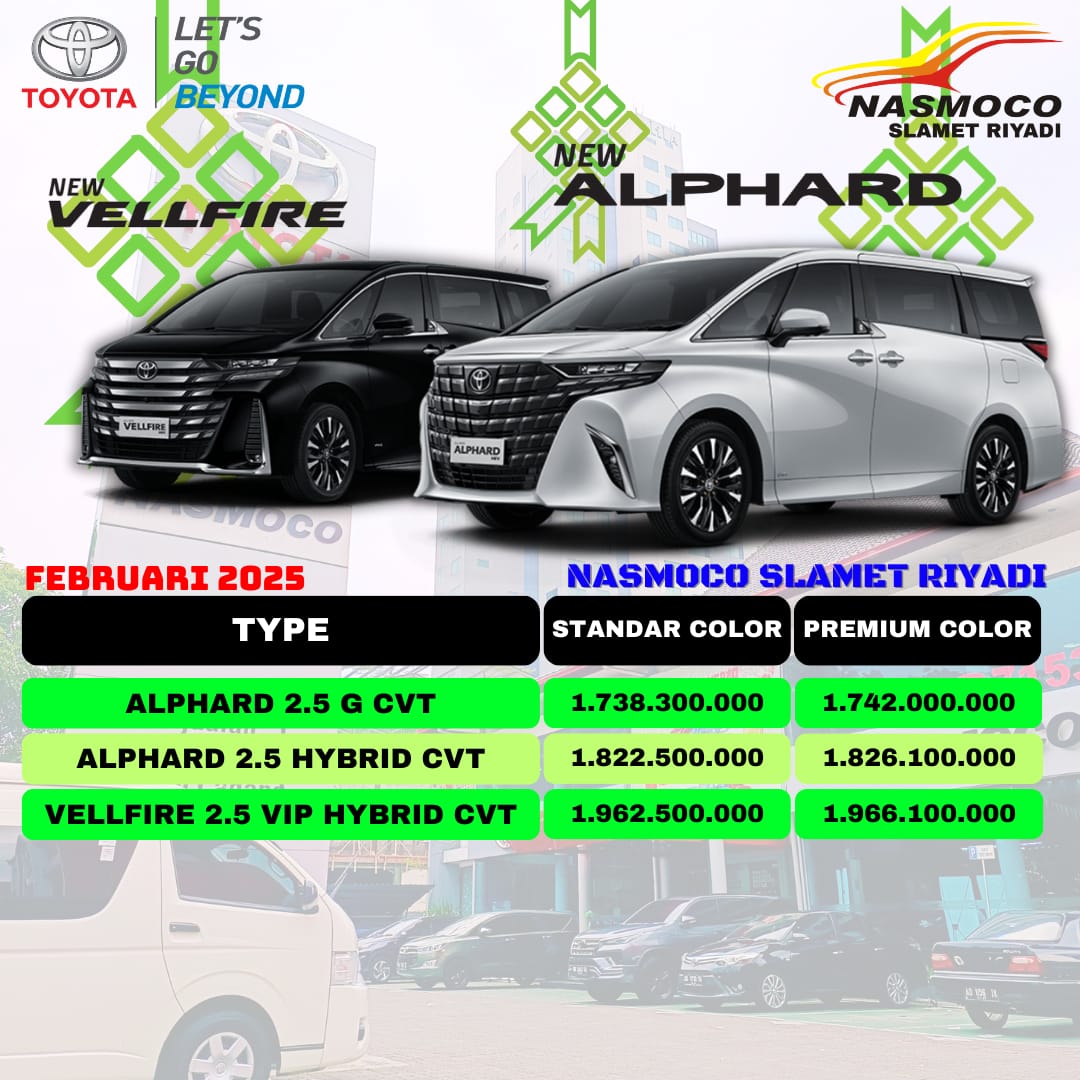 TOYOTA
LET'S
GO
BEYOND
NASMOCO
SLAMET RIYADI
NEW
VELLFIRE
NEW
ALPHARD
VELLFIRE
HEV
ALPHARD
HEV
NASMOCO
FEBRUARI 2025
NASMOCO SLAMET RIYADI
TYPE STANDAR COLOR PREMIUM COLOR
ALPHARD 2.5 G CVT 1.738.300.000 1.742.000.000
ALPHARD 2.5 HYBRID CVT 1.822.500.000 1.826.100.000
VELLFIRE 2.5 VIP HYBRID CVT 1.962.500.000 1.966.100.000